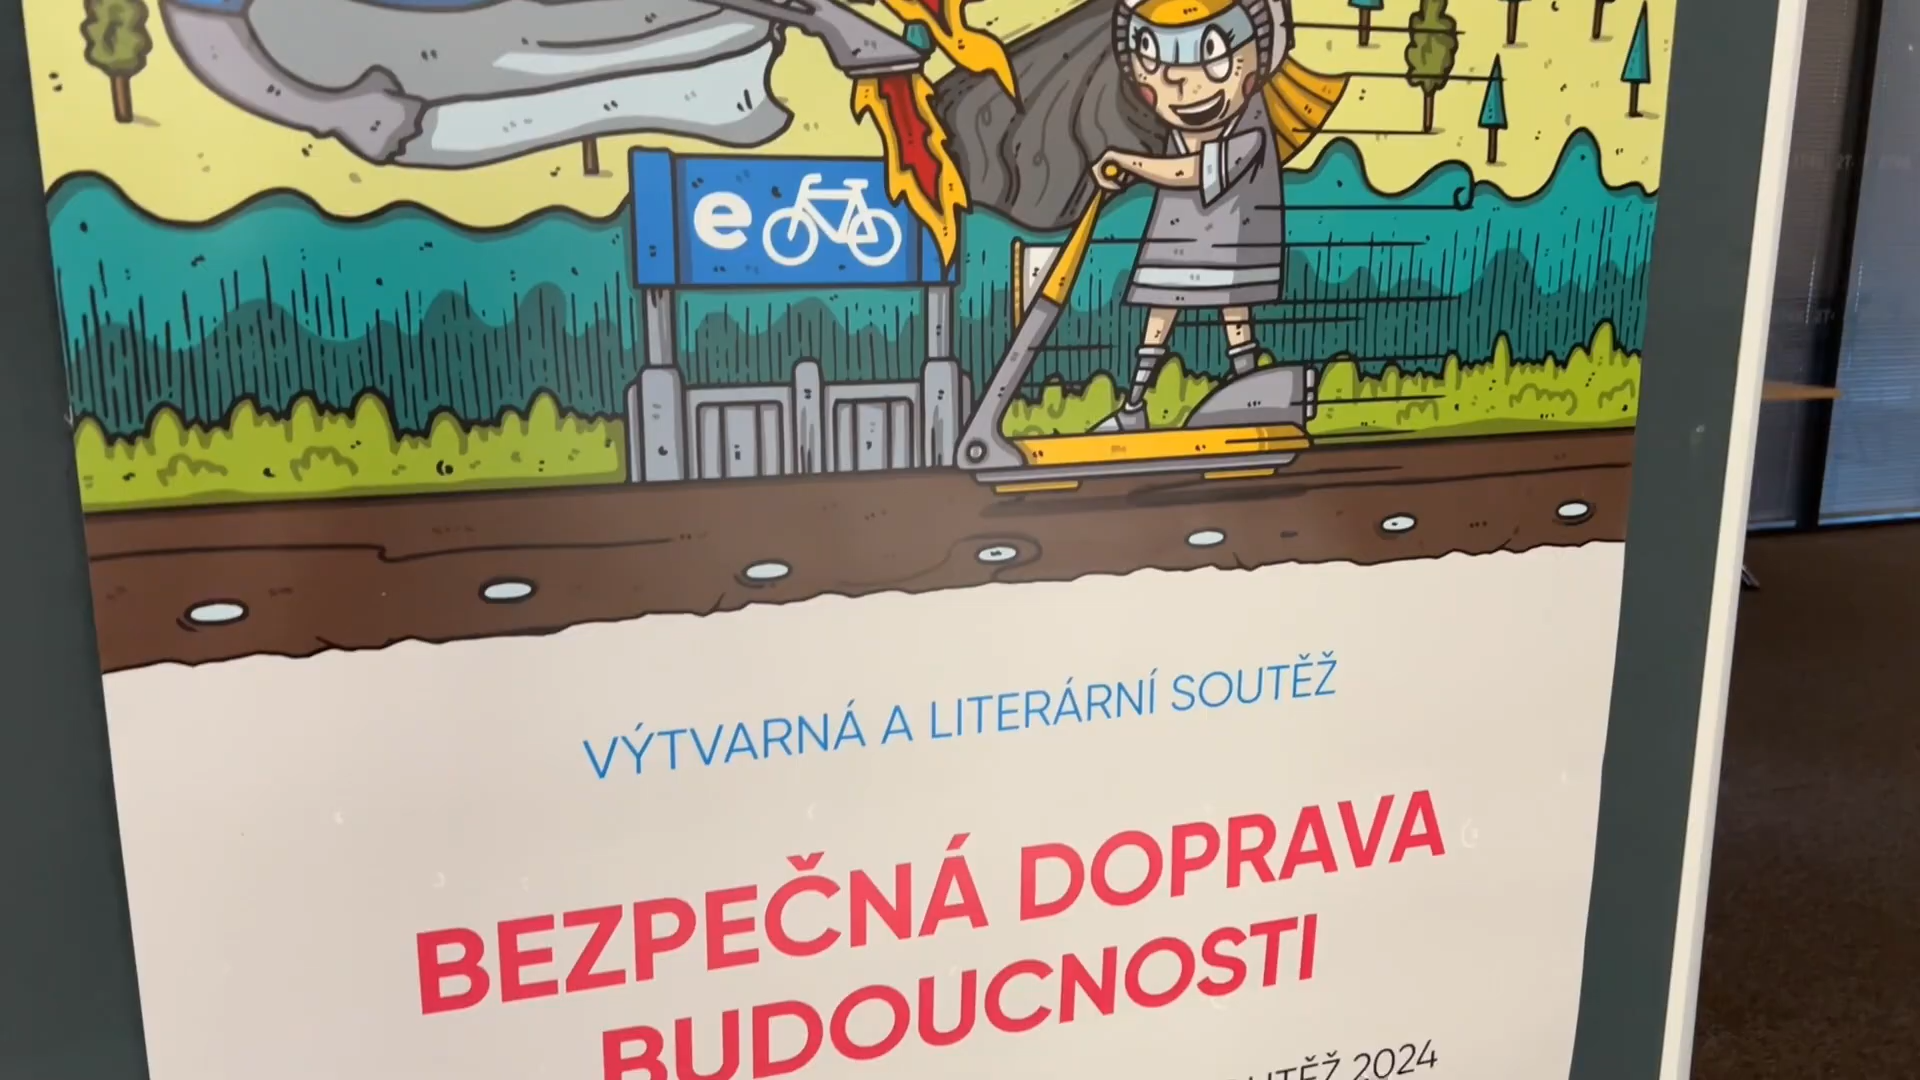 e
VÝTVARNÁ A LITERÁRNÍ SOUTĚŽ
BEZPEČNÁ DOPRAVA
BUDOUCNOSTI
2024